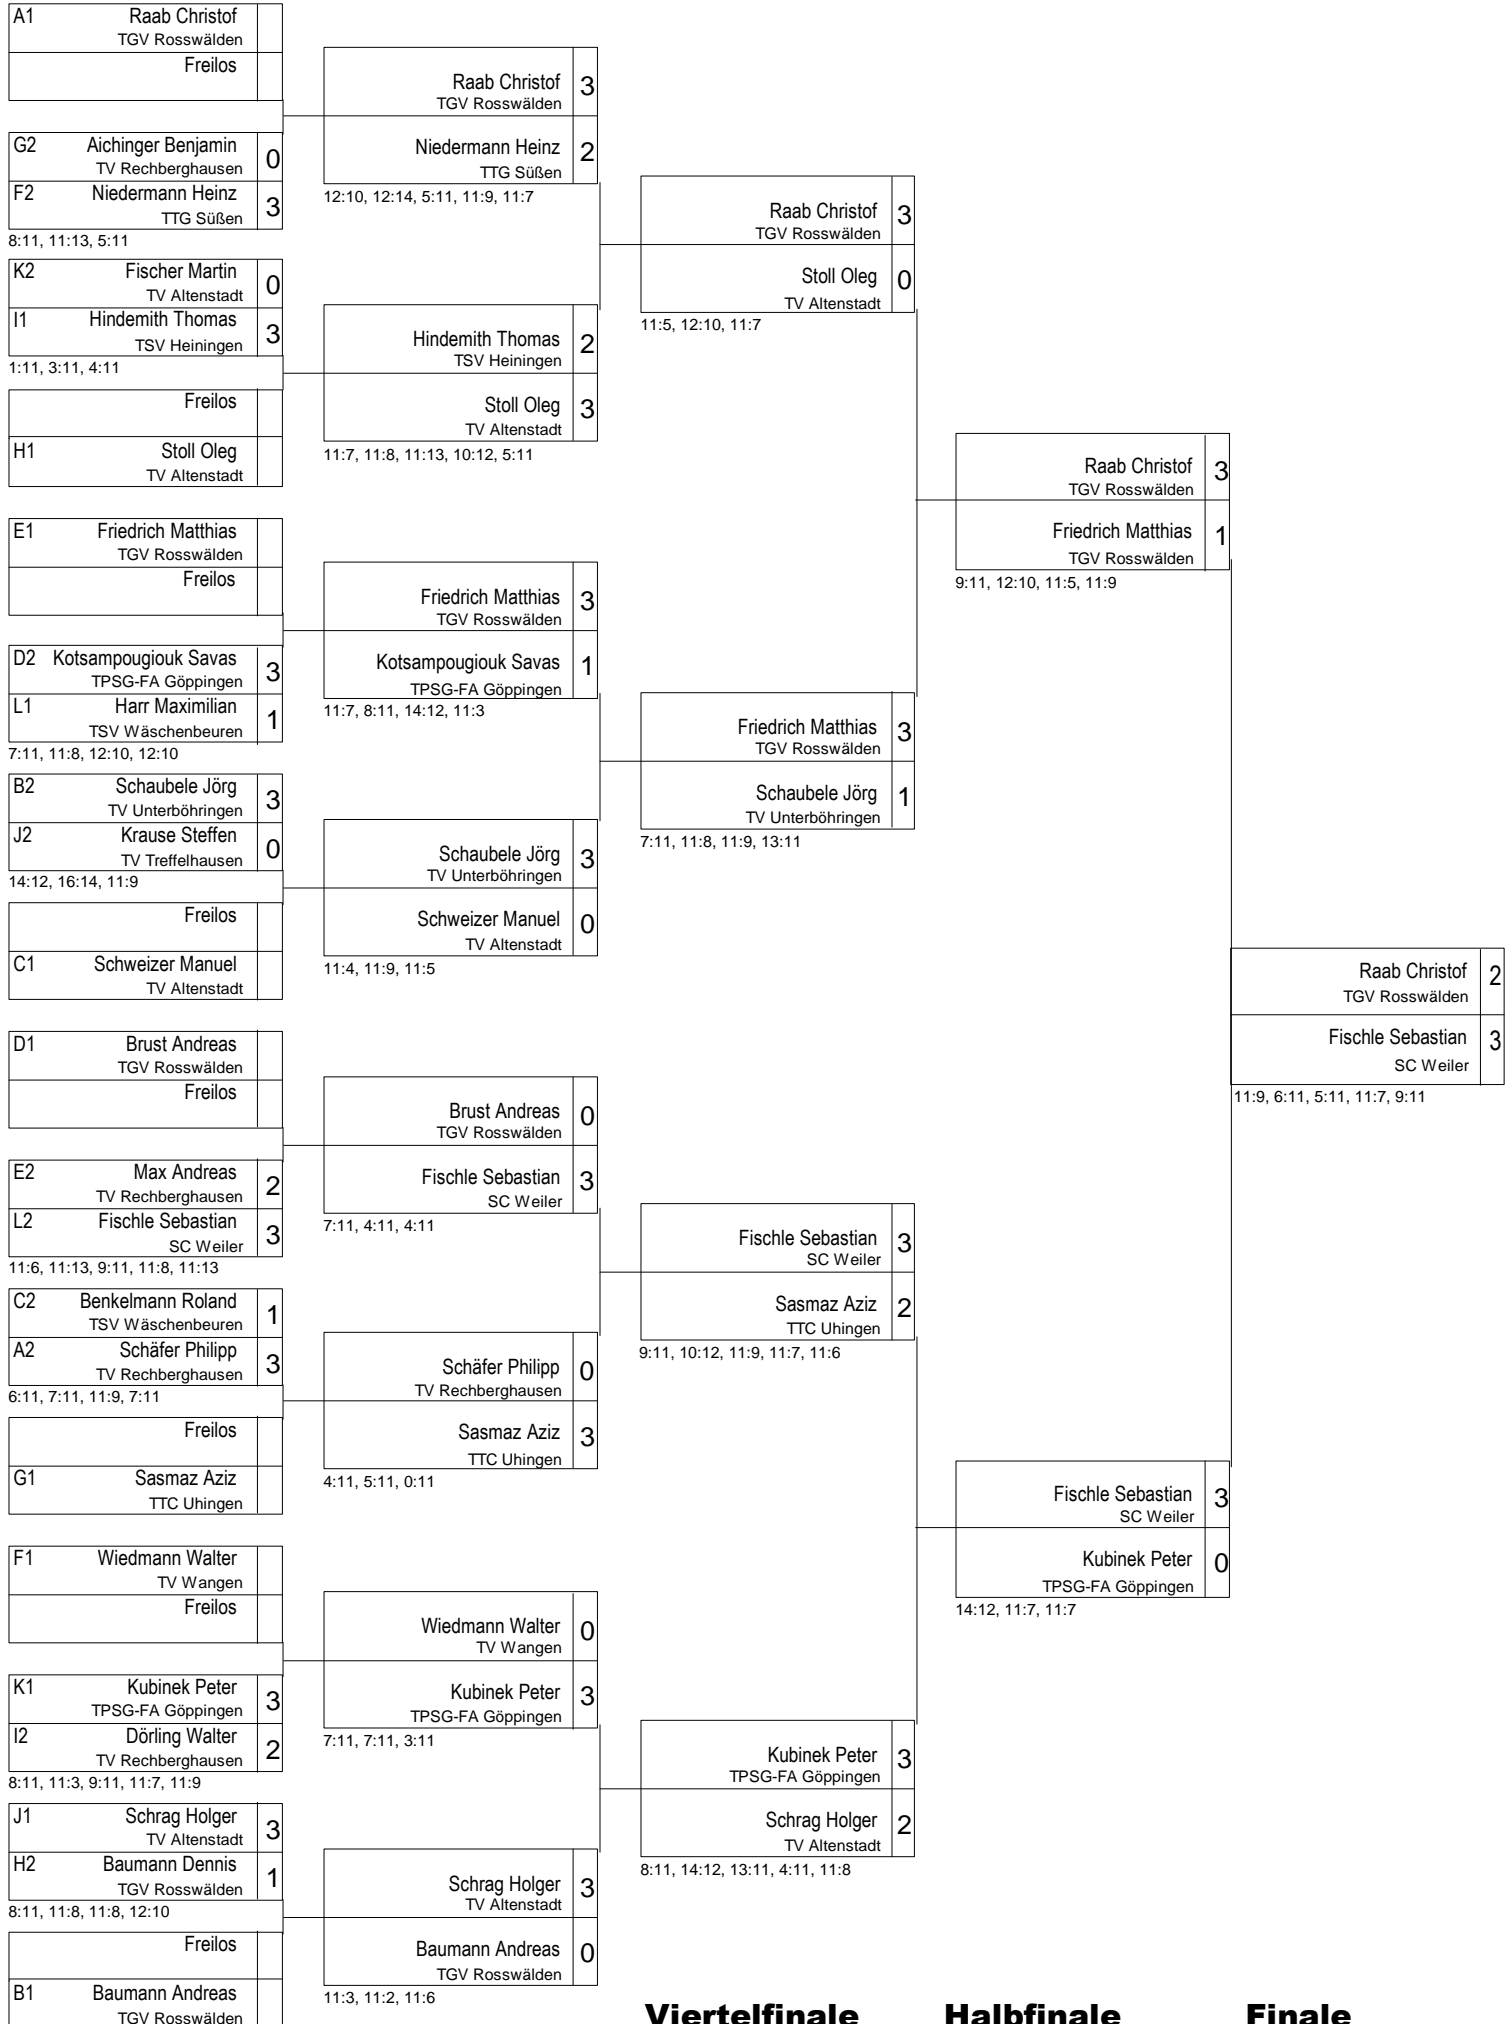 A1 Raab Christof
TGV Rosswälden
Freilos
G2 Aichinger Benjamin 0
TV Rechberghausen
F2 Niedermann Heinz 3
TTG Süßen
8:11, 11:13, 5:11
K2 Fischer Martin 0
TV Altenstadt
I1 Hindemith Thomas 3
TSV Heiningen
1:11, 3:11, 4:11
Freilos
H1 Stoll Oleg
TV Altenstadt
E1 Friedrich Matthias
TGV Rosswälden
Freilos
D2 Kotsampougiouk Savas 3
TPSG-FA Göppingen
L1 Harr Maximilian 1
TSV Wäschenbeuren
7:11, 11:8, 12:10, 12:10
B2 Schaubele Jörg 3
TV Unterböhringen
J2 Krause Steffen 0
TV Treffelhausen
14:12, 16:14, 11:9
Freilos
C1 Schweizer Manuel
TV Altenstadt
D1 Brust Andreas
TGV Rosswälden
Freilos
E2 Max Andreas 2
TV Rechberghausen
L2 Fischle Sebastian 3
SC Weiler
11:6, 11:13, 9:11, 11:8, 11:13
C2 Benkelmann Roland 1
TSV Wäschenbeuren
A2 Schäfer Philipp 3
TV Rechberghausen
6:11, 7:11, 11:9, 7:11
Freilos
G1 Sasmaz Aziz
TTC Uhingen
F1 Wiedmann Walter
TV Wangen
Freilos
K1 Kubinek Peter 3
TPSG-FA Göppingen
I2 Dörling Walter 2
TV Rechberghausen
8:11, 11:3, 9:11, 11:7, 11:9
J1 Schrag Holger 3
TV Altenstadt
H2 Baumann Dennis 1
TGV Rosswälden
8:11, 11:8, 11:8, 12:10
Freilos
B1 Baumann Andreas
TGV Rosswälden
Raab Christof 3
TGV Rosswälden
Niedermann Heinz 2
TTG Süßen
12:10, 12:14, 5:11, 11:9, 11:7
Hindemith Thomas 2
TSV Heiningen
Stoll Oleg 3
TV Altenstadt
11:7, 11:8, 11:13, 10:12, 5:11
Friedrich Matthias 3
TGV Rosswälden
Kotsampougiouk Savas 1
TPSG-FA Göppingen
11:7, 8:11, 14:12, 11:3
Schaubele Jörg 3
TV Unterböhringen
Schweizer Manuel 0
TV Altenstadt
11:4, 11:9, 11:5
Brust Andreas 0
TGV Rosswälden
Fischle Sebastian 3
SC Weiler
7:11, 4:11, 4:11
Schäfer Philipp 0
TV Rechberghausen
Sasmaz Aziz 3
TTC Uhingen
4:11, 5:11, 0:11
Wiedmann Walter 0
TV Wangen
Kubinek Peter 3
TPSG-FA Göppingen
7:11, 7:11, 3:11
Schrag Holger 3
TV Altenstadt
Baumann Andreas 0
TGV Rosswälden
11:3, 11:2, 11:6
Raab Christof 3
TGV Rosswälden
Stoll Oleg 0
TV Altenstadt
11:5, 12:10, 11:7
Friedrich Matthias 3
TGV Rosswälden
Schaubele Jörg 1
TV Unterböhringen
7:11, 11:8, 11:9, 13:11
Fischle Sebastian 3
SC Weiler
Sasmaz Aziz 2
TTC Uhingen
9:11, 10:12, 11:9, 11:7, 11:6
Kubinek Peter 3
TPSG-FA Göppingen
Schrag Holger 2
TV Altenstadt
8:11, 14:12, 13:11, 4:11, 11:8
Viertelfinale
Raab Christof 3
TGV Rosswälden
Friedrich Matthias 1
TGV Rosswälden
9:11, 12:10, 11:5, 11:9
Fischle Sebastian 3
SC Weiler
Kubinek Peter 0
TPSG-FA Göppingen
14:12, 11:7, 11:7
Halbfinale
Raab Christof 2
TGV Rosswälden
Fischle Sebastian 3
SC Weiler
11:9, 6:11, 5:11, 11:7, 9:11
Finale